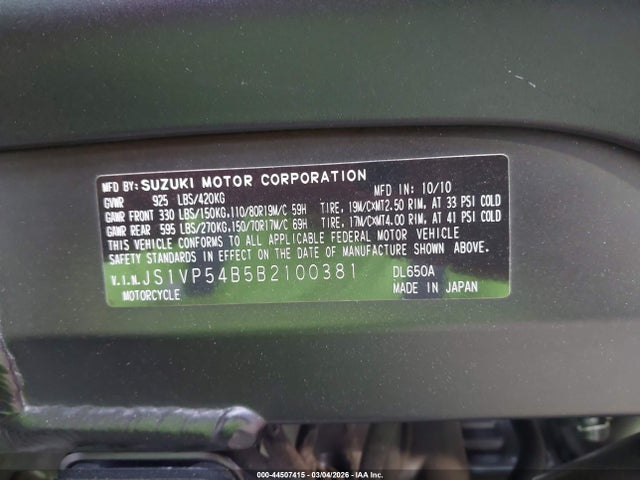 MFD BY: SUZUKI MOTOR CORPORATION
MFD IN: 10/10
GVWR 925 LBS/420KG
GAWR FRONT 330 LBS/150KG, 110/80R19M/C 59H TIRE, 19M/C×MT2.50 RIM, AT 33 PSI COLD
GAWR REAR 595 LBS/270KG, 150/70R17M/C 69H TIRE, 17M/C×MT4.00 RIM, AT 41 PSI COLD
THIS VEHICLE CONFORMS TO ALL APPLICABLE FEDERAL MOTOR VEHICLE
SAFETY STANDARDS IN EFFECT ON THE DATE OF MANUFACTURE SHOWN ABOVE.
V.I.N. JS1VP54B5B2100381 DL650A
MOTORCYCLE MADE IN JAPAN
000-44507415 - 03/04/2026 - IAA Inc.